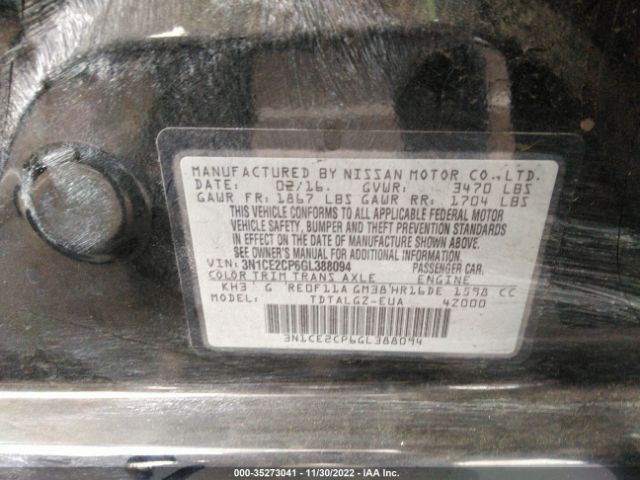 MANUFACTURED BY NISSAN MOTOR CO.,LTD.
DATE: 02/16. GVWR: 3470 LBS
GAWR FR: 1867 LBS GAWR RR: 1704 LBS
THIS VEHICLE CONFORMS TO ALL APPLICABLE FEDERAL MOTOR
VEHICLE SAFETY, BUMPER AND THEFT PREVENTION STANDARDS
IN EFFECT ON THE DATE OF MANUFACTURE SHOWN ABOVE.
SEE OWNER'S MANUAL FOR ADDITIONAL INFORMATION.
VIN: 3N1CE2CP6GL388094 PASSENGER CAR.
COLOR TRIM TRANS AXLE ENGINE
KH3 G RE0F11A GM38 HR16DE 1598 CC
MODEL: TDTALGZ-EUA 42000
3N1CE2CP6GL388094
000-35273041 - 11/30/2022 - IAA Inc.